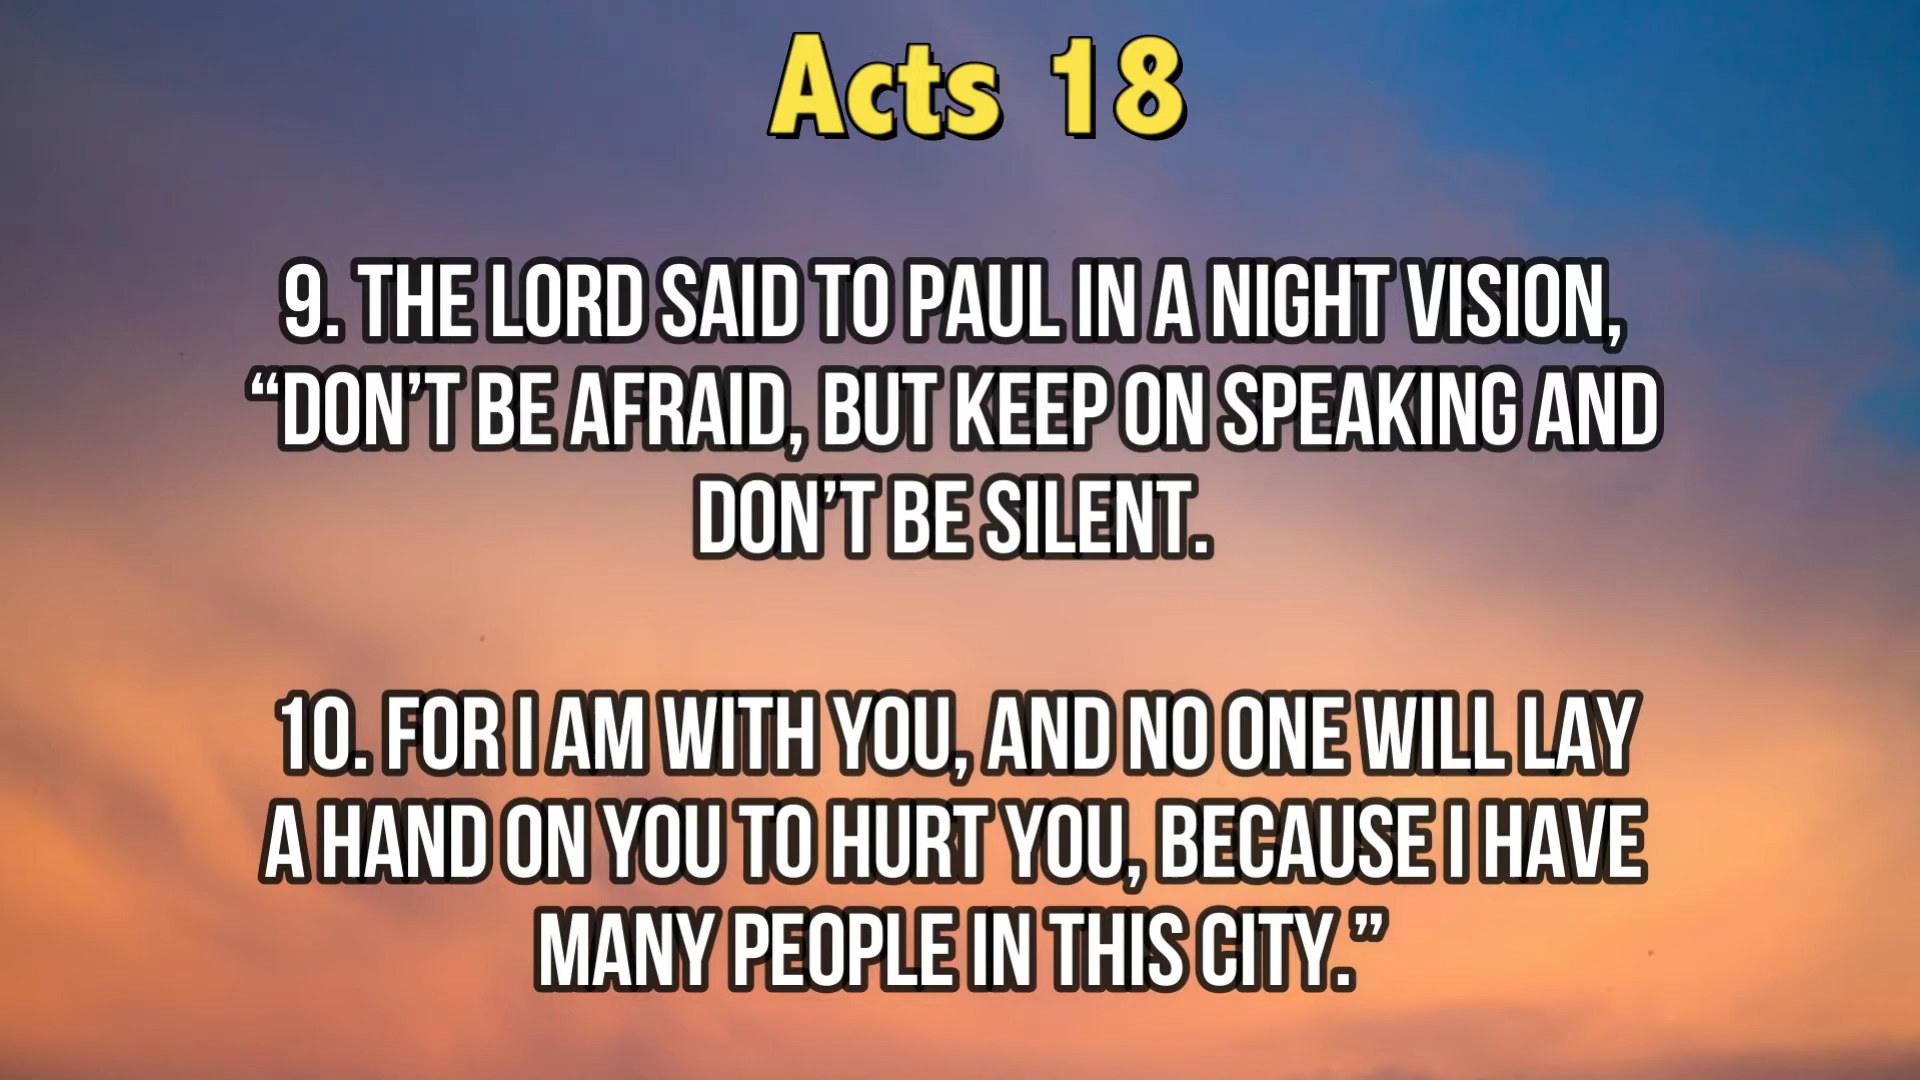 Acts 18
9. THE LORD SAID TO PAUL IN A NIGHT VISION,
“DON’T BE AFRAID, BUT KEEP ON SPEAKING AND
DON’T BE SILENT.
10. FOR I AM WITH YOU, AND NO ONE WILL LAY
A HAND ON YOU TO HURT YOU, BECAUSE I HAVE
MANY PEOPLE IN THIS CITY.”